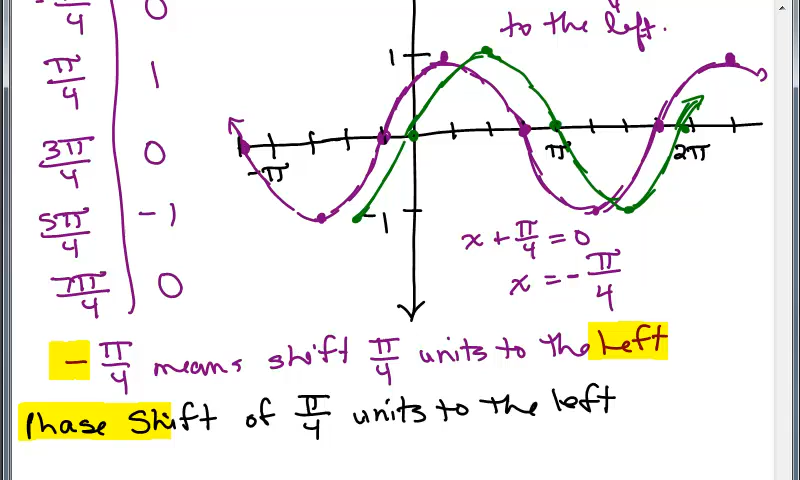 -π/4 0
π/4 1
3π/4 0
5π/4 -1
7π/4 0
to the left.
1
-π π 2π
-1
x + π/4 = 0
x = -π/4
- π/4 means shift π/4 units to the left
Phase Shift of π/4 units to the left